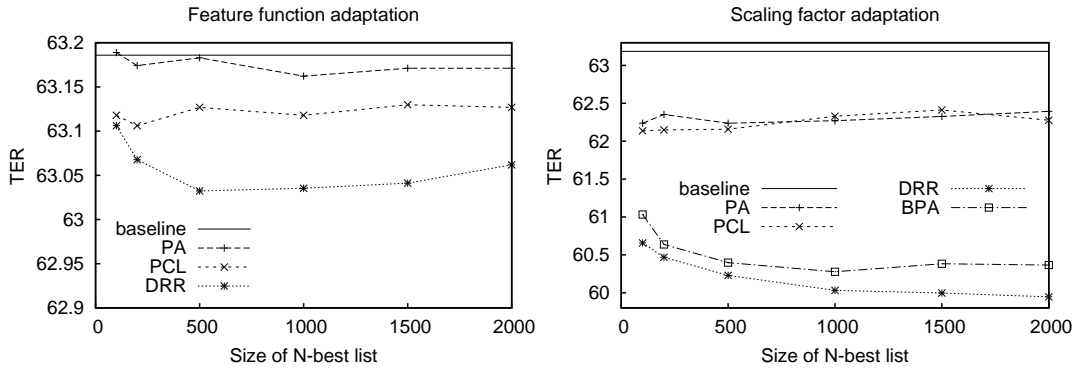 Feature function adaptation
63.2
63.15
63.1
63.05
63
62.95
62.9
TER
baseline
PA
PCL
DRR
0 500 1000 1500 2000
Size of N-best list
Scaling factor adaptation
63
62.5
62
61.5
61
60.5
60
TER
baseline
PA
PCL
DRR
BPA
0 500 1000 1500 2000
Size of N-best list